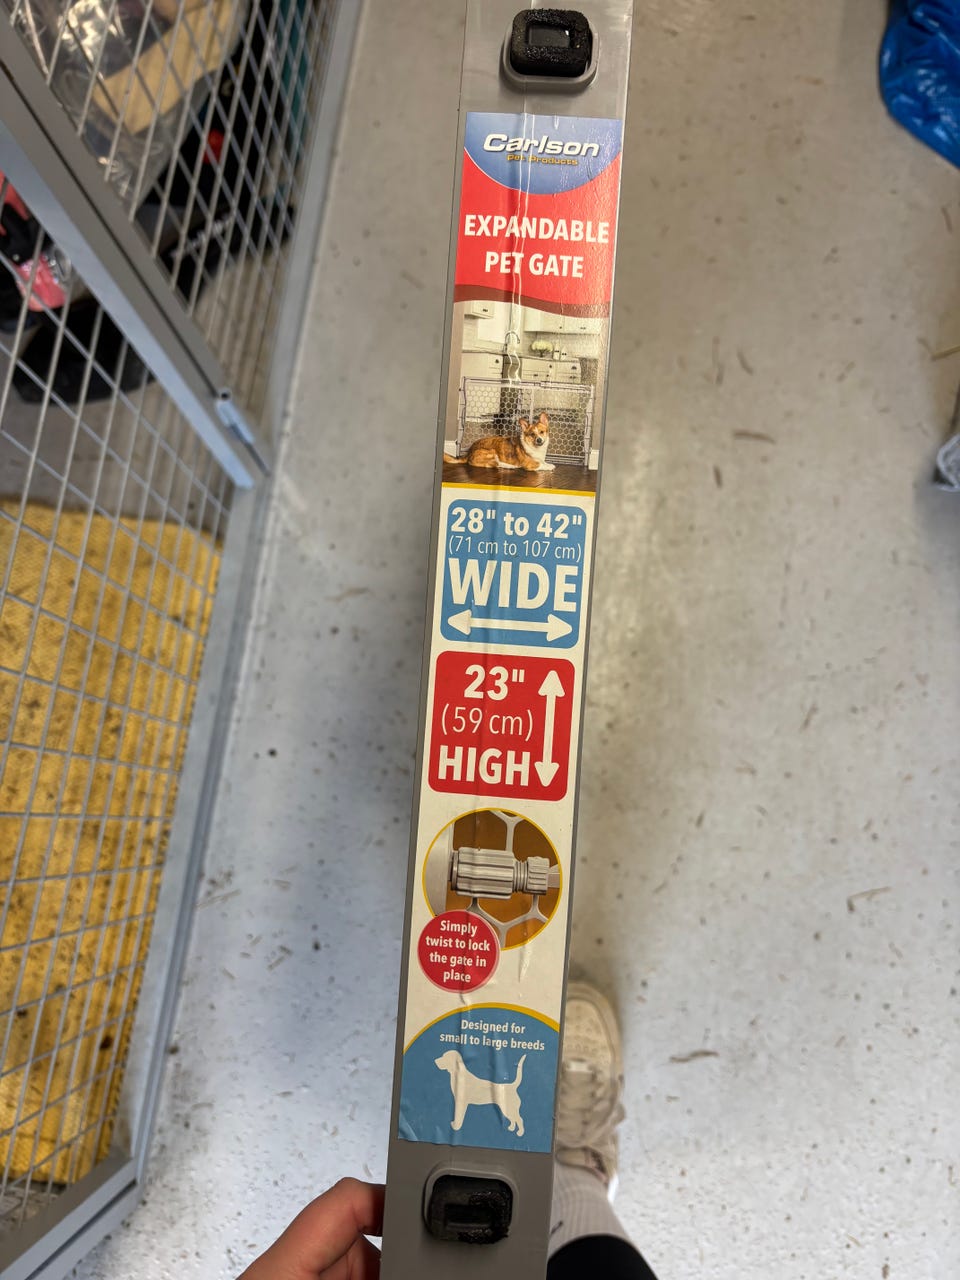 Carlson
pet products
EXPANDABLE
PET GATE
28" to 42"
(71 cm to 107 cm)
WIDE
23"
(59 cm)
HIGH
Simply
twist to lock
the gate in
place
Designed for
small to large breeds